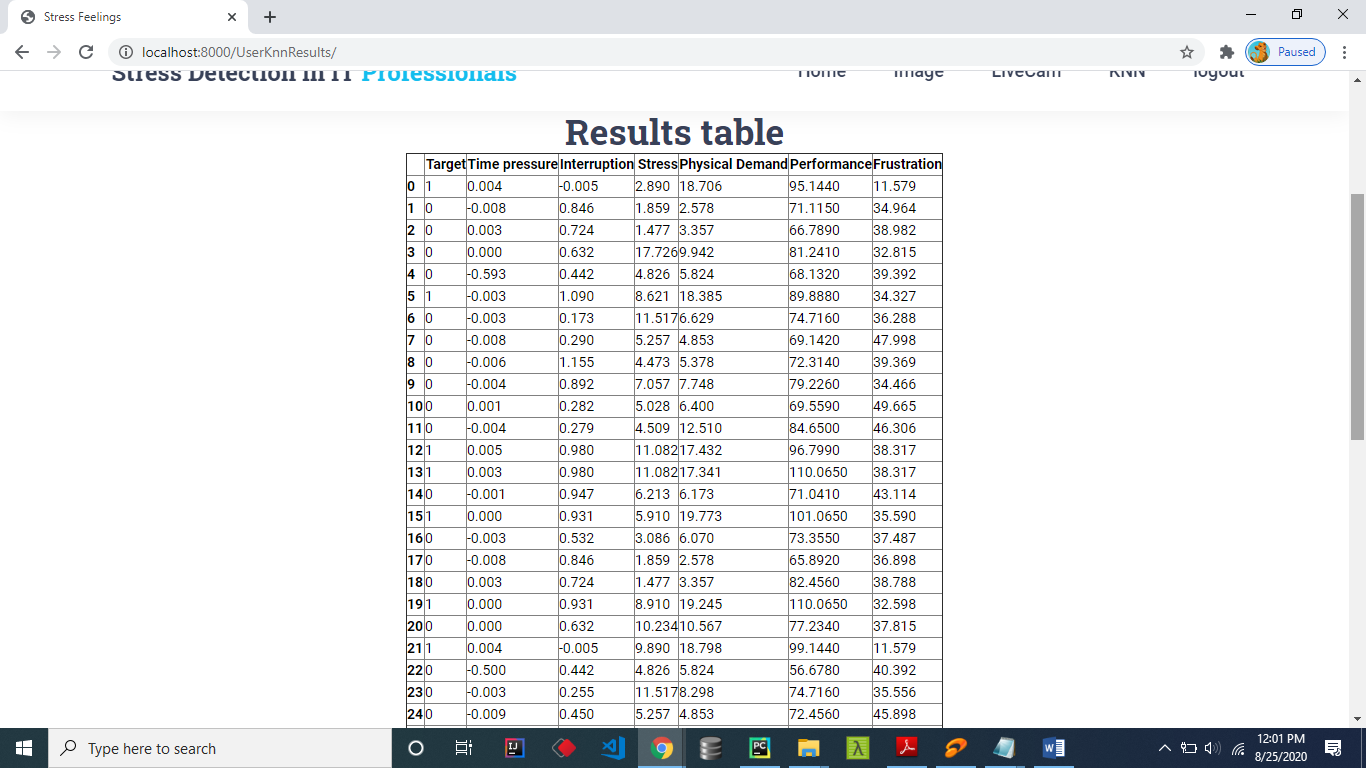 Stress Feelings
localhost:8000/UserKnnResults/
Paused
Stress Detection in IT Professionals Home Image LiveCam KNN logout
Results table
Target Time pressure Interruption Stress Physical Demand Performance Frustration
0 1 0.004 -0.005 2.890 18.706 95.1440 11.579
1 0 -0.008 0.846 1.859 2.578 71.1150 34.964
2 0 0.003 0.724 1.477 3.357 66.7890 38.982
3 0 0.000 0.632 17.726 9.942 81.2410 32.815
4 0 -0.593 0.442 4.826 5.824 68.1320 39.392
5 1 -0.003 1.090 8.621 18.385 89.8880 34.327
6 0 -0.003 0.173 11.517 6.629 74.7160 36.288
7 0 -0.008 0.290 5.257 4.853 69.1420 47.998
8 0 -0.006 1.155 4.473 5.378 72.3140 39.369
9 0 -0.004 0.892 7.057 7.748 79.2260 34.466
10 0 0.001 0.282 5.028 6.400 69.5590 49.665
11 0 -0.004 0.279 4.509 12.510 84.6500 46.306
12 1 0.005 0.980 11.082 17.432 96.7990 38.317
13 1 0.003 0.980 11.082 17.341 110.0650 38.317
14 0 -0.001 0.947 6.213 6.173 71.0410 43.114
15 1 0.000 0.931 5.910 19.773 101.0650 35.590
16 0 -0.003 0.532 3.086 6.070 73.3550 37.487
17 0 -0.008 0.846 1.859 2.578 65.8920 36.898
18 0 0.003 0.724 1.477 3.357 82.4560 38.788
19 1 0.000 0.931 8.910 19.245 110.0650 32.598
20 0 0.000 0.632 10.234 10.567 77.2340 37.815
21 1 0.004 -0.005 9.890 18.798 99.1440 11.579
22 0 -0.500 0.442 4.826 5.824 56.6780 40.392
23 0 -0.003 0.255 11.517 8.298 74.7160 35.556
24 0 -0.009 0.450 5.257 4.853 72.4560 45.898
Type here to search
12:01 PM
8/25/2020